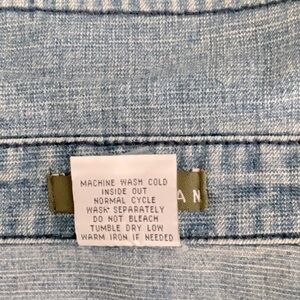 MACHINE WASH COLD
INSIDE OUT
NORMAL CYCLE
WASH SEPARATELY
DO NOT BLEACH
TUMBLE DRY LOW
WARM IRON IF NEEDED
AN